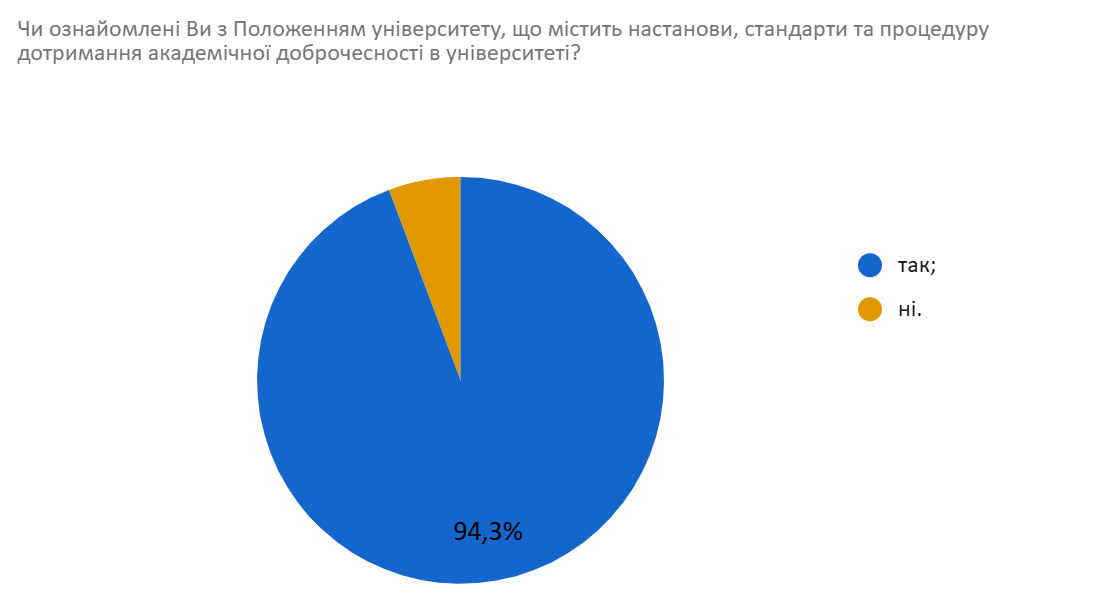 Чи ознайомлені Ви з Положенням університету, що містить настанови, стандарти та процедуру
дотримання академічної доброчесності в університеті?
так;
ні.
94,3%